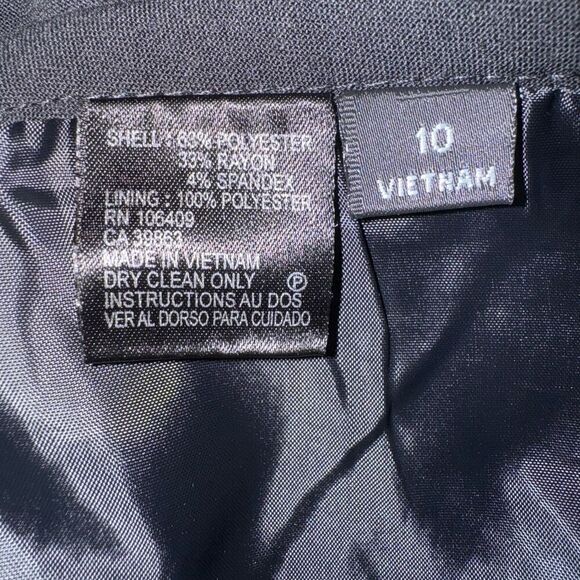 SHELL : 63% POLYESTER
33% RAYON
4% SPANDEX
LINING : 100% POLYESTER
RN 106409
CA 39963
MADE IN VIETNAM
DRY CLEAN ONLY Ⓟ
INSTRUCTIONS AU DOS
VER AL DORSO PARA CUIDADO
10
VIETNAM